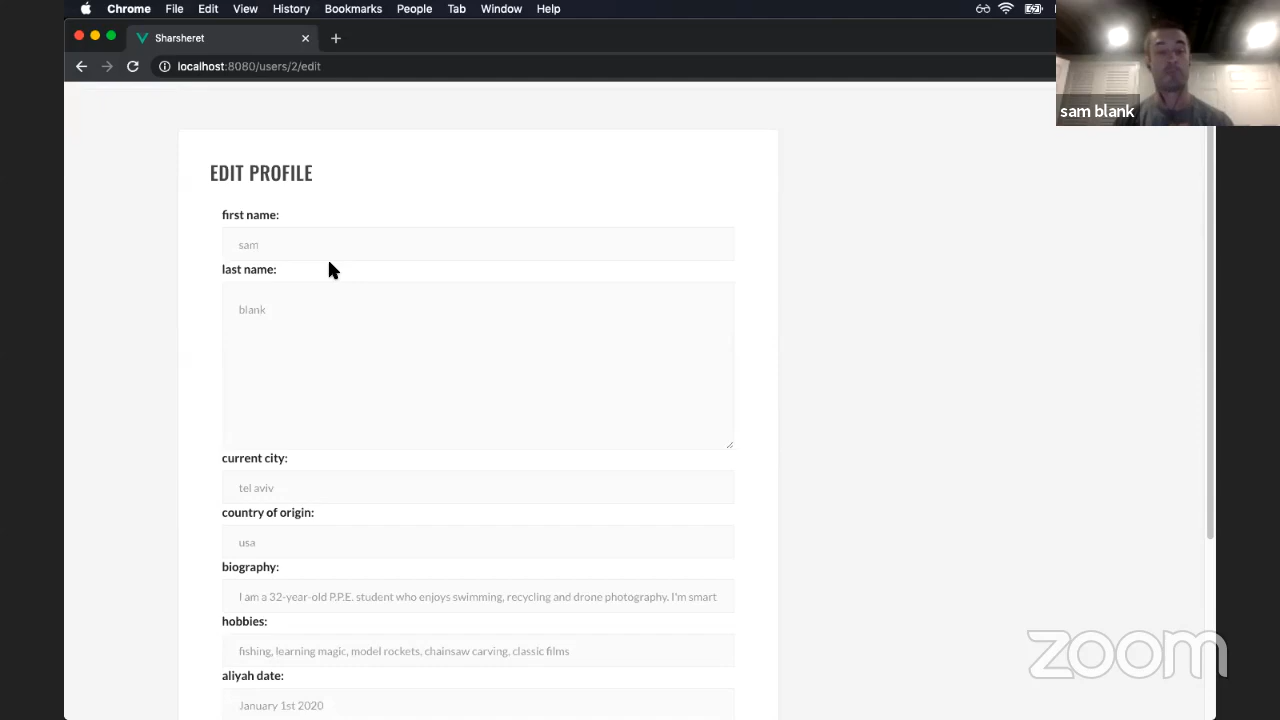 Chrome File Edit View History Bookmarks People Tab Window Help
Sharsheret
localhost:8080/users/2/edit
sam blank
EDIT PROFILE
first name:
sam
last name:
blank
current city:
tel aviv
country of origin:
usa
biography:
I am a 32-year-old P.P.E. student who enjoys swimming, recycling and drone photography. I'm smart
hobbies:
fishing, learning magic, model rockets, chainsaw carving, classic films
aliyah date:
January 1st 2020
zoom